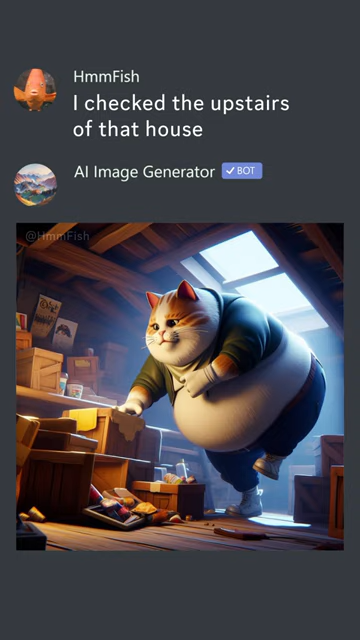 HmmFish
I checked the upstairs
of that house
AI Image Generator ✓ BOT
@HmmFish